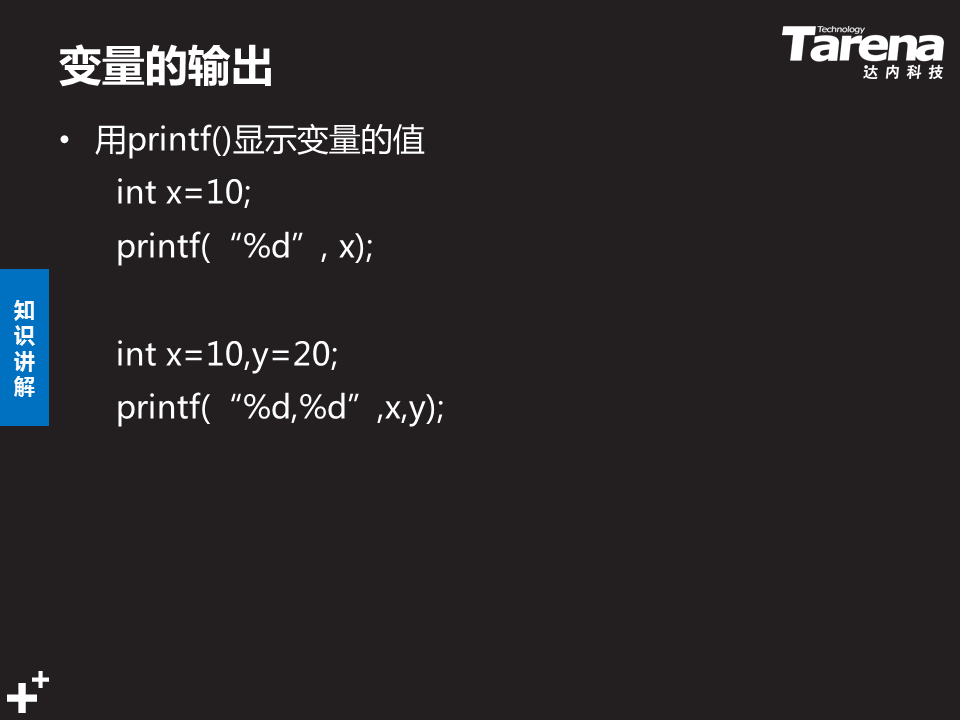 变量的输出
Technology
Tarena
达内科技
• 用printf()显示变量的值
int x=10;
printf(“%d”, x);
int x=10,y=20;
printf(“%d,%d”,x,y);
知识讲解